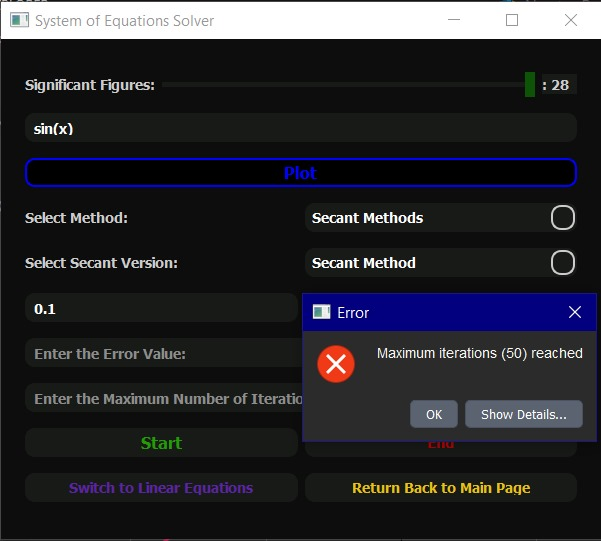 System of Equations Solver
Significant Figures: : 28
sin(x)
Plot
Select Method: Secant Methods
Select Secant Version: Secant Method
0.1
Error
Enter the Error Value:
Maximum iterations (50) reached
Enter the Maximum Number of Iteratio
OK Show Details...
Start End
Switch to Linear Equations Return Back to Main Page